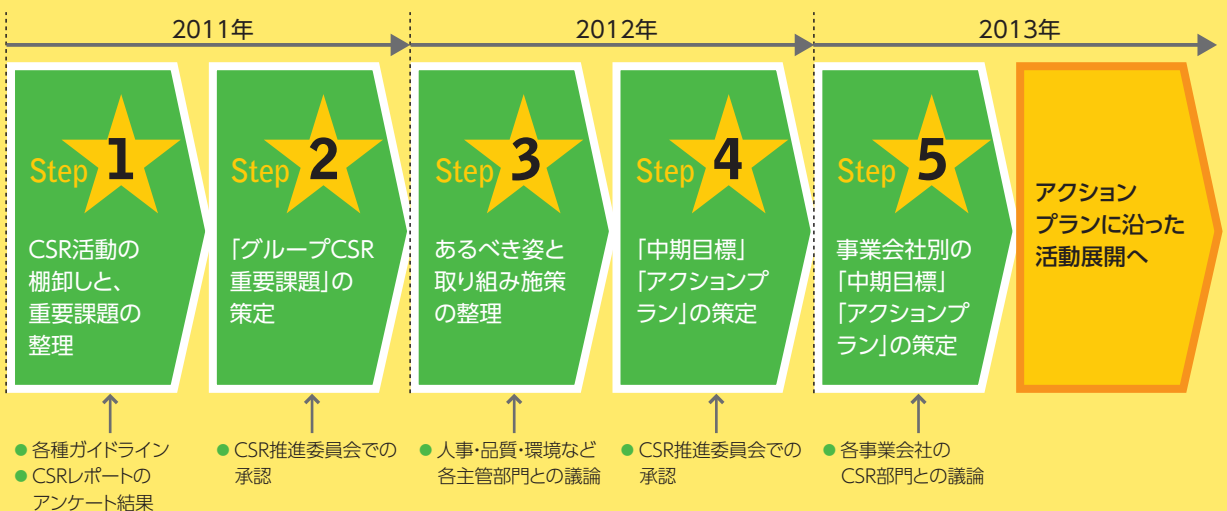 2011年
2012年
2013年
Step 1
CSR活動の
棚卸しと、
重要課題の
整理
Step 2
「グループCSR
重要課題」の
策定
Step 3
あるべき姿と
取り組み施策
の整理
Step 4
「中期目標」
「アクションプ
ラン」の策定
Step 5
事業会社別の
「中期目標」
「アクションプ
ラン」の策定
アクション
プランに沿った
活動展開へ
● 各種ガイドライン
● CSRレポートの
アンケート結果
● CSR推進委員会での
承認
● 人事・品質・環境など
各主管部門との議論
● CSR推進委員会での
承認
● 各事業会社の
CSR部門との議論